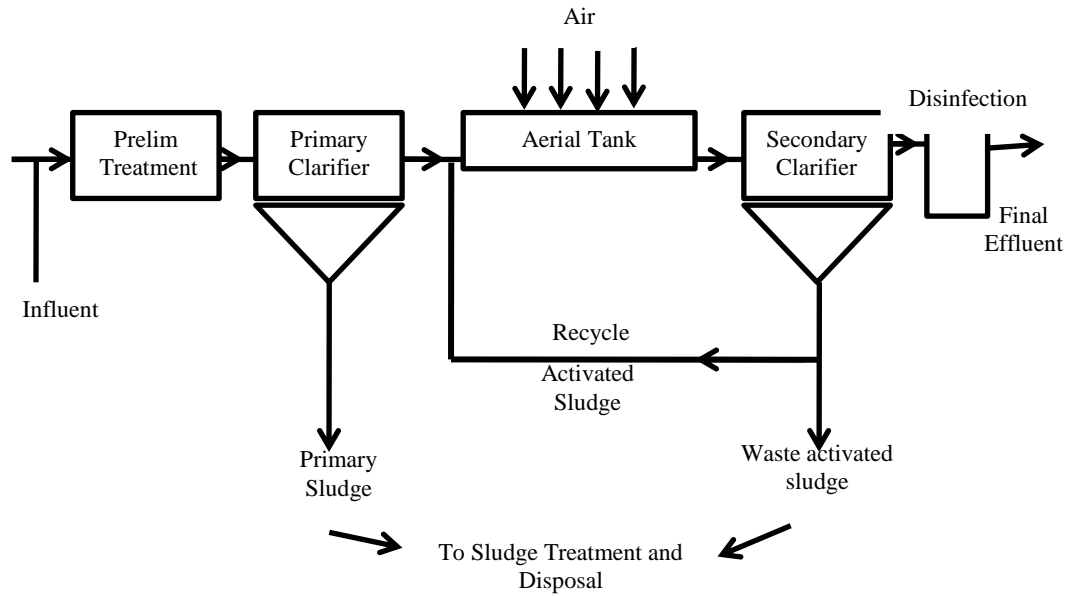 Air
Disinfection
Prelim
Treatment
Primary
Clarifier
Aerial Tank
Secondary
Clarifier
Final
Effluent
Influent
Recycle
Activated
Sludge
Primary
Sludge
Waste activated
sludge
To Sludge Treatment and
Disposal